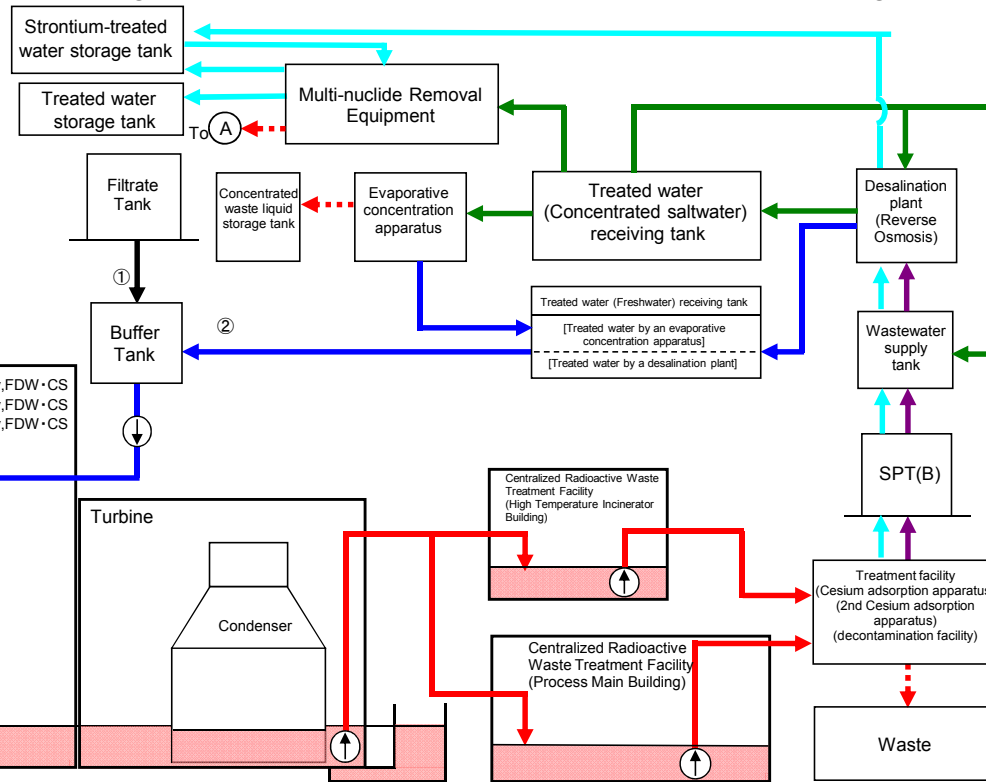 Strontium-treated
water storage tank
Treated water
storage tank
To A
Multi-nuclide Removal
Equipment
Filtrate
Tank
Concentrated
waste liquid
storage tank
Evaporative
concentration
apparatus
Treated water
(Concentrated saltwater)
receiving tank
Desalination
plant
(Reverse
Osmosis)
①
②
Buffer
Tank
Treated water (Freshwater) receiving tank
[Treated water by an evaporative
concentration apparatus]
[Treated water by a desalination plant]
Wastewater
supply
tank
,FDW・CS
,FDW・CS
,FDW・CS
SPT(B)
Turbine
Condenser
Centralized Radioactive Waste
Treatment Facility
(High Temperature Incinerator
Building)
Centralized Radioactive
Waste Treatment Facility
(Process Main Building)
Treatment facility
(Cesium adsorption apparatus
(2nd Cesium adsorption
apparatus)
(decontamination facility)
Waste